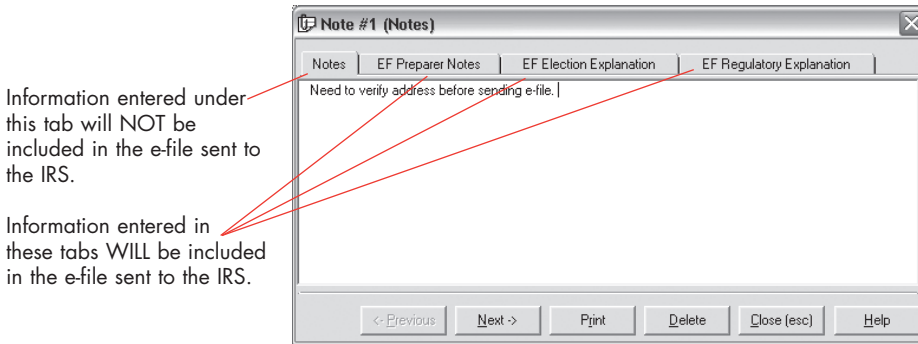 Note #1 (Notes)
Notes EF Preparer Notes EF Election Explanation EF Regulatory Explanation
Need to verify address before sending e-file.
Information entered under
this tab will NOT be
included in the e-file sent to
the IRS.
Information entered in
these tabs WILL be included
in the e-file sent to the IRS.
<- Previous Next -> Print Delete Close (esc) Help